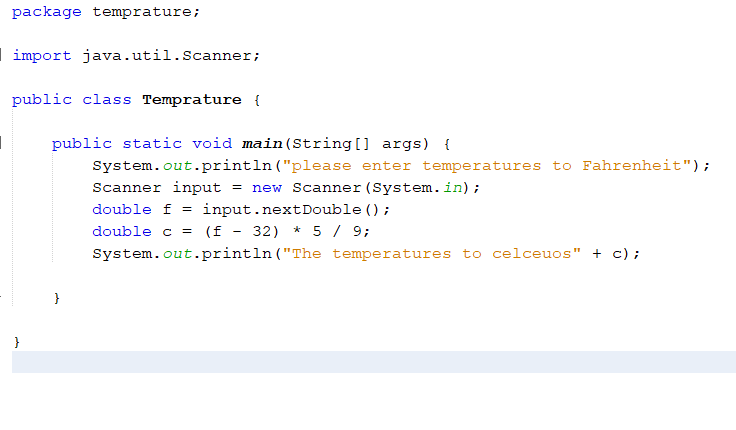 package temprature;
import java.util.Scanner;
public class Temprature {
public static void main(String[] args) {
System.out.println("please enter temperatures to Fahrenheit");
Scanner input = new Scanner(System.in);
double f = input.nextDouble();
double c = (f - 32) * 5 / 9;
System.out.println("The temperatures to celceuos" + c);
}
}